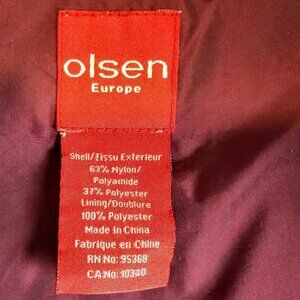 olsen
Europe
Shell/Tissu Exterieur
63% Nylon/
Polyamide
37% Polyester
Lining/Doublure
100% Polyester
Made in China
Fabrique en Chine
RN No: 95368
CA No: 10340